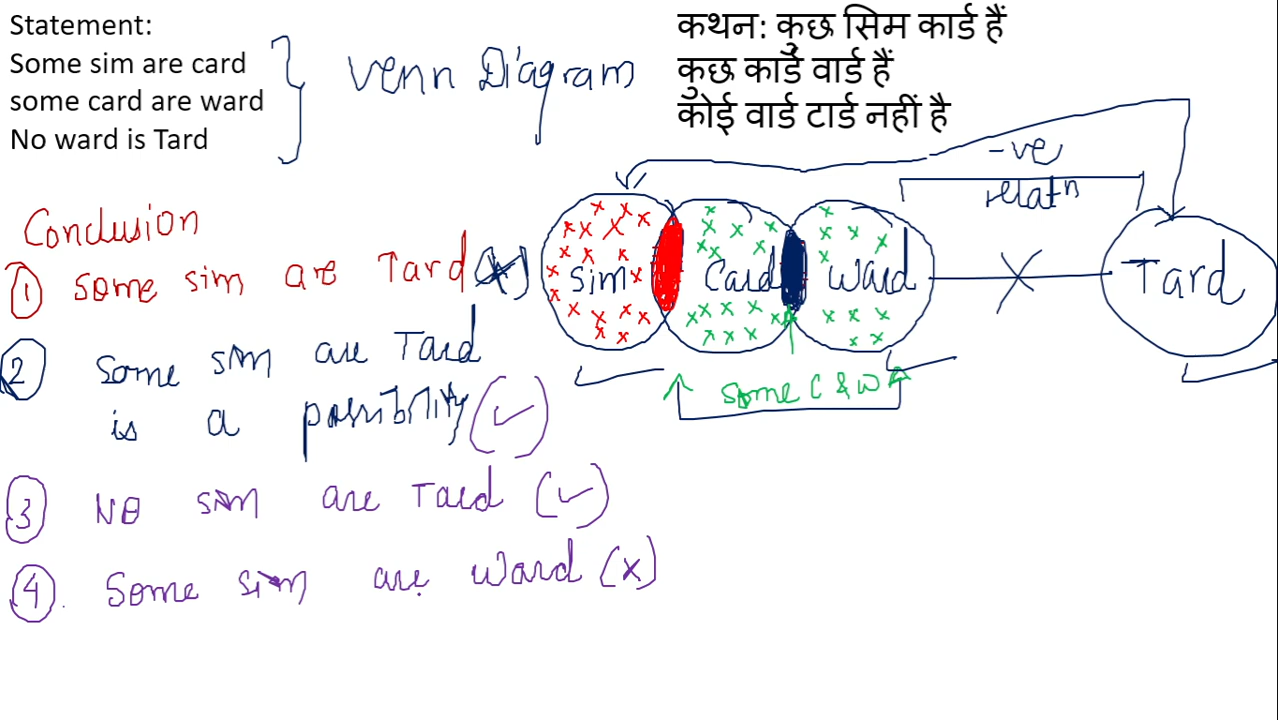 Statement:
Some sim are card
some card are ward
No ward is Tard
Venn Diagram
कथन: कुछ सिम कार्ड हैं
कुछ कार्ड वार्ड हैं
कोई वार्ड टार्ड नहीं है
-ve
relatn
Conclusion
1 Some sim are Tard (x)
Sim Card Ward Tard
2 Some sim are Tard
is a possibility (✓)
Some C & W
3 NO sim are Tard (✓)
4. Some sim are Ward (x)